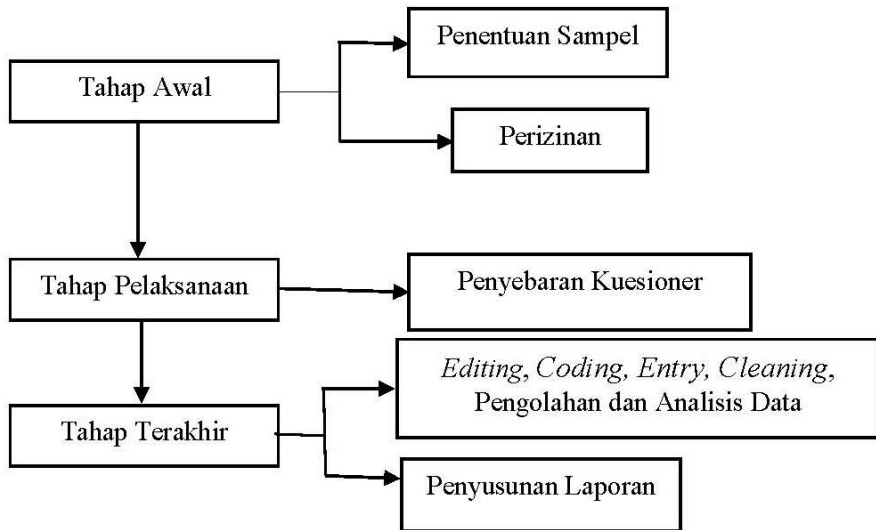 Penentuan Sampel
Tahap Awal
Perizinan
Tahap Pelaksanaan
Penyebaran Kuesioner
Editing, Coding, Entry, Cleaning,
Pengolahan dan Analisis Data
Tahap Terakhir
Penyusunan Laporan